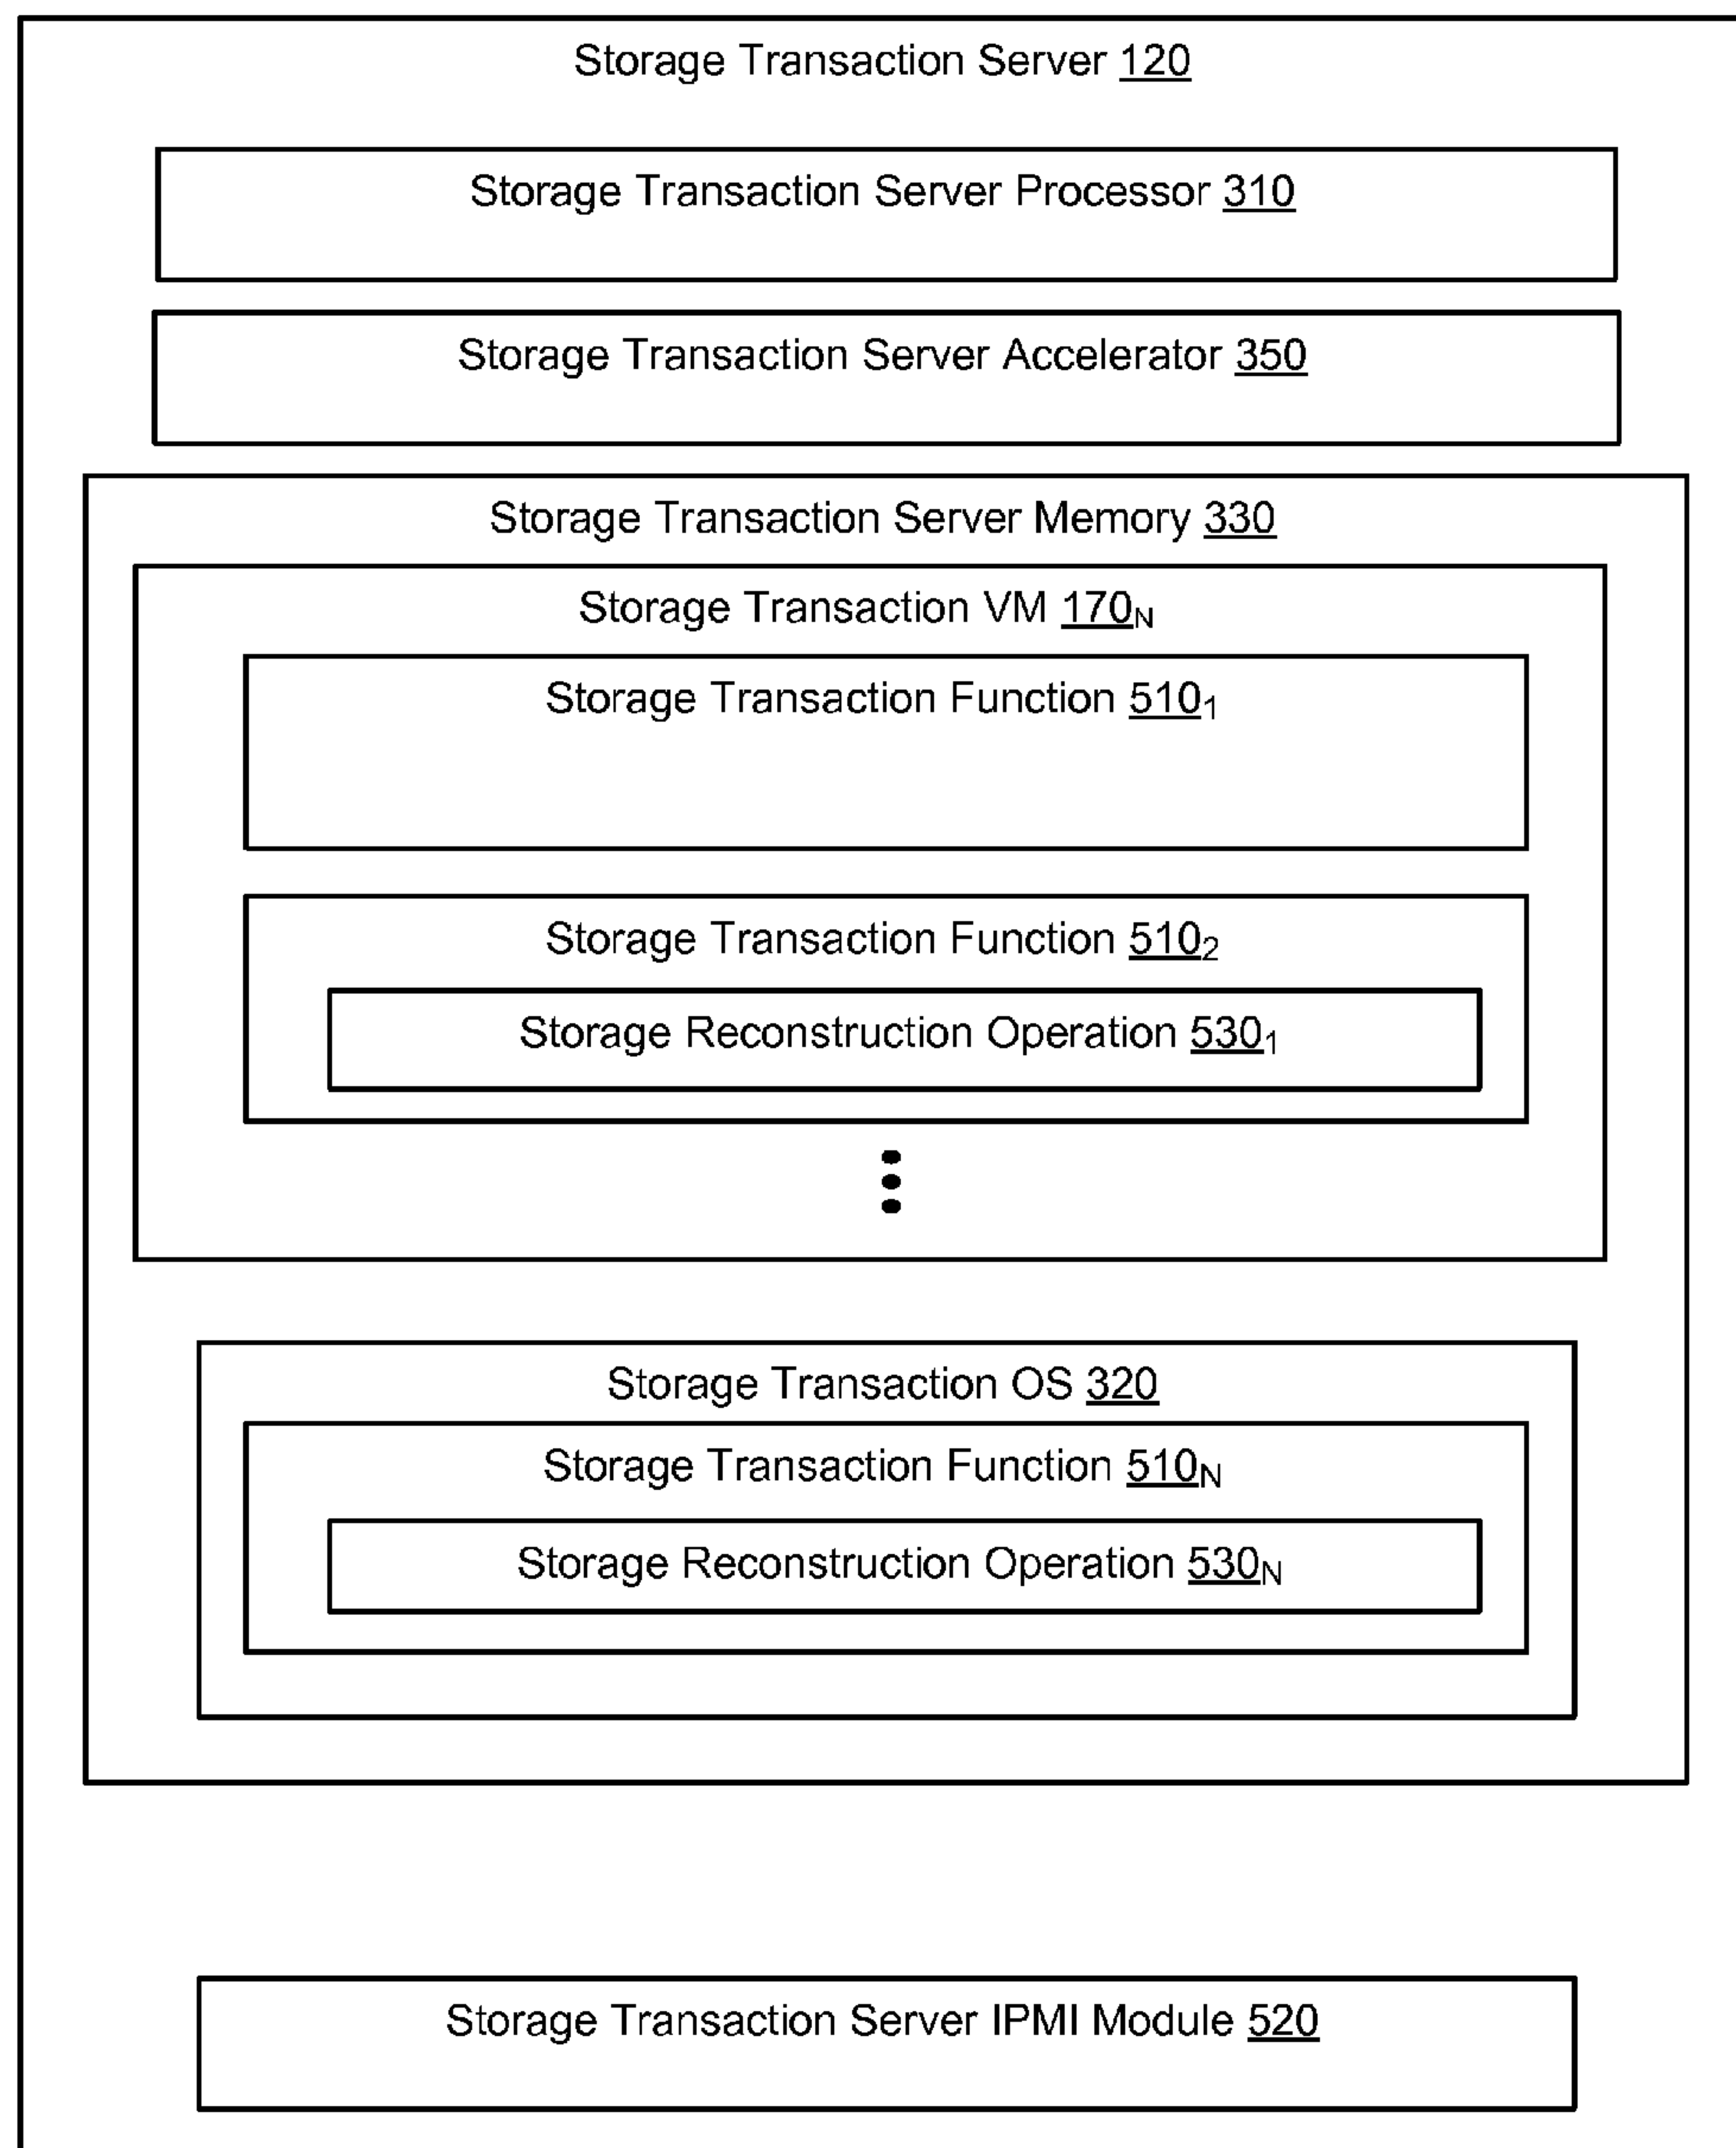 Storage Transaction Server 120
Storage Transaction Server Processor 310
Storage Transaction Server Accelerator 350
Storage Transaction Server Memory 330
Storage Transaction VM 170N
Storage Transaction Function 5101
Storage Transaction Function 5102
Storage Reconstruction Operation 5301
Storage Transaction OS 320
Storage Transaction Function 510N
Storage Reconstruction Operation 530N
Storage Transaction Server IPMI Module 520